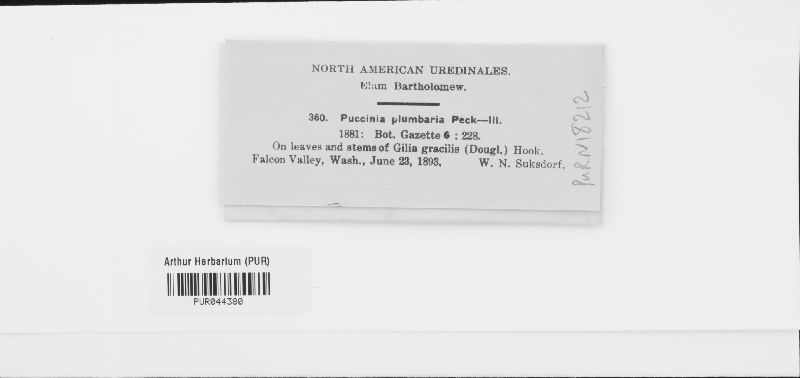 NORTH AMERICAN UREDINALES.
Elam Bartholomew.
360. Puccinia plumbaria Peck—III.
1881: Bot. Gazette 6 : 228.
On leaves and stems of Gilia gracilis (Dougl.) Hook.
Falcon Valley, Wash., June 23, 1893. W. N. Suksdorf.
PUR N18212
Arthur Herbarium (PUR)
PUR044380